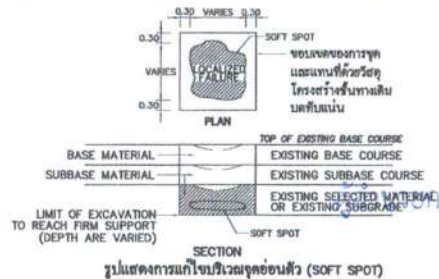 0.30 VARIES 0.30
0.30
VARIES
0.30
SOFT SPOT
LOCALIZED
FAILURE
ขอบเขตของการขุด
และแทนที่ด้วยวัสดุ
โครงสร้างชั้นทางเดิม
บดทับแน่น
PLAN
TOP OF EXISTING BASE COURSE
BASE MATERIAL
EXISTING BASE COURSE
SUBBASE MATERIAL
EXISTING SUBBASE COURSE
EXISTING SELECTED MATERIAL
OR EXISTING SUBGRADE
LIMIT OF EXCAVATION
TO REACH FIRM SUPPORT
(DEPTH ARE VARIED)
SOFT SPOT
SECTION
รูปแสดงการแก้ไขบริเวณจุดอ่อนตัว (SOFT SPOT)